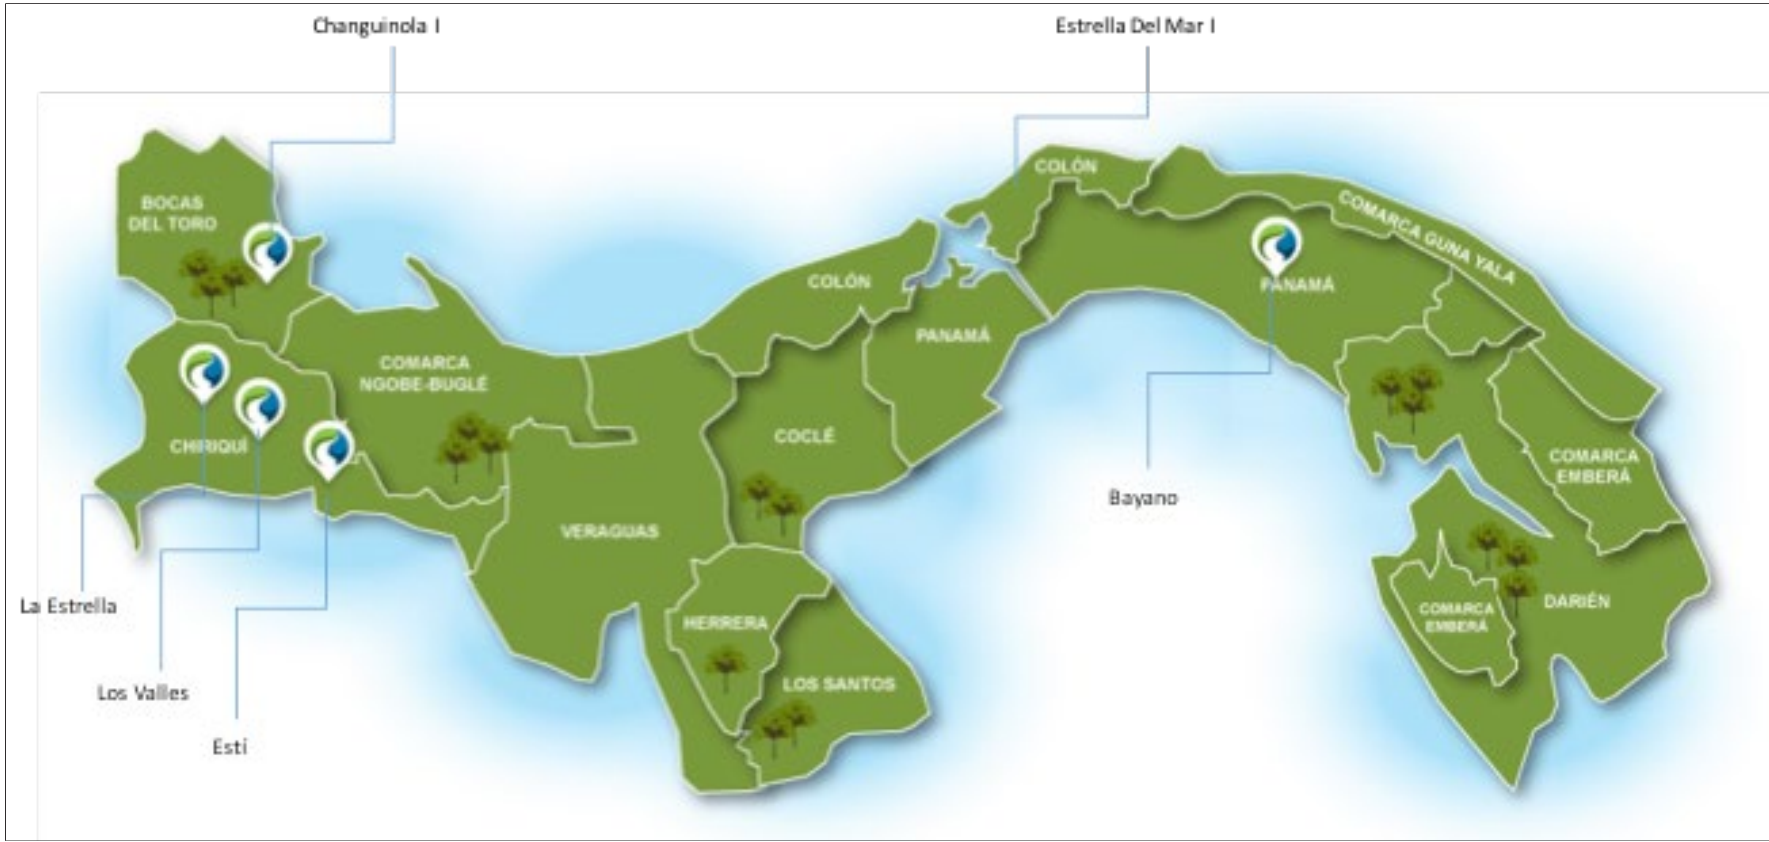 Changuinola I
Estrella Del Mar I
COLÓN
BOCAS
DEL TORO
COMARCA GUNA YALA
COLÓN
PANAMÁ
PANAMÁ
COMARCA
NGOBE-BUGLÉ
CHIRIQUÍ
COCLÉ
COMARCA
EMBERÁ
Bayano
VERAGUAS
La Estrella
HERRERA
COMARCA
EMBERÁ
DARIÉN
LOS SANTOS
Los Valles
Estí